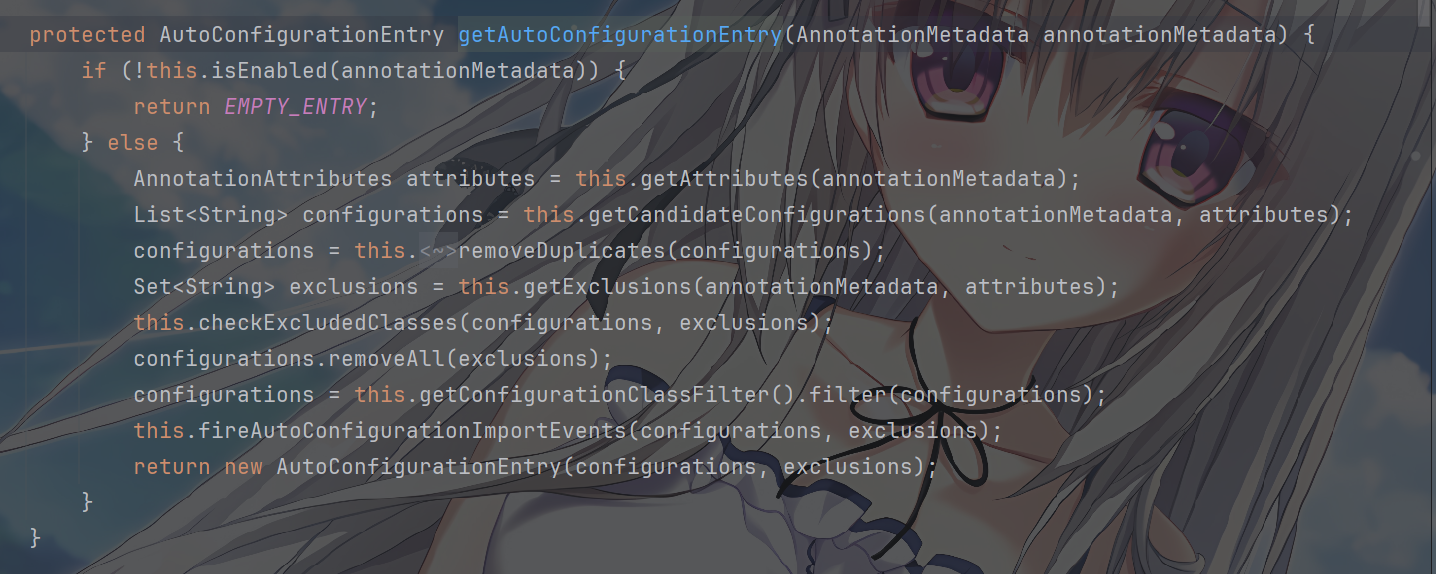 protected AutoConfigurationEntry getAutoConfigurationEntry(AnnotationMetadata annotationMetadata) {
    if (!this.isEnabled(annotationMetadata)) {
        return EMPTY_ENTRY;
    } else {
        AnnotationAttributes attributes = this.getAttributes(annotationMetadata);
        List<String> configurations = this.getCandidateConfigurations(annotationMetadata, attributes);
        configurations = this.<~>removeDuplicates(configurations);
        Set<String> exclusions = this.getExclusions(annotationMetadata, attributes);
        this.checkExcludedClasses(configurations, exclusions);
        configurations.removeAll(exclusions);
        configurations = this.getConfigurationClassFilter().filter(configurations);
        this.fireAutoConfigurationImportEvents(configurations, exclusions);
        return new AutoConfigurationEntry(configurations, exclusions);
    }
}